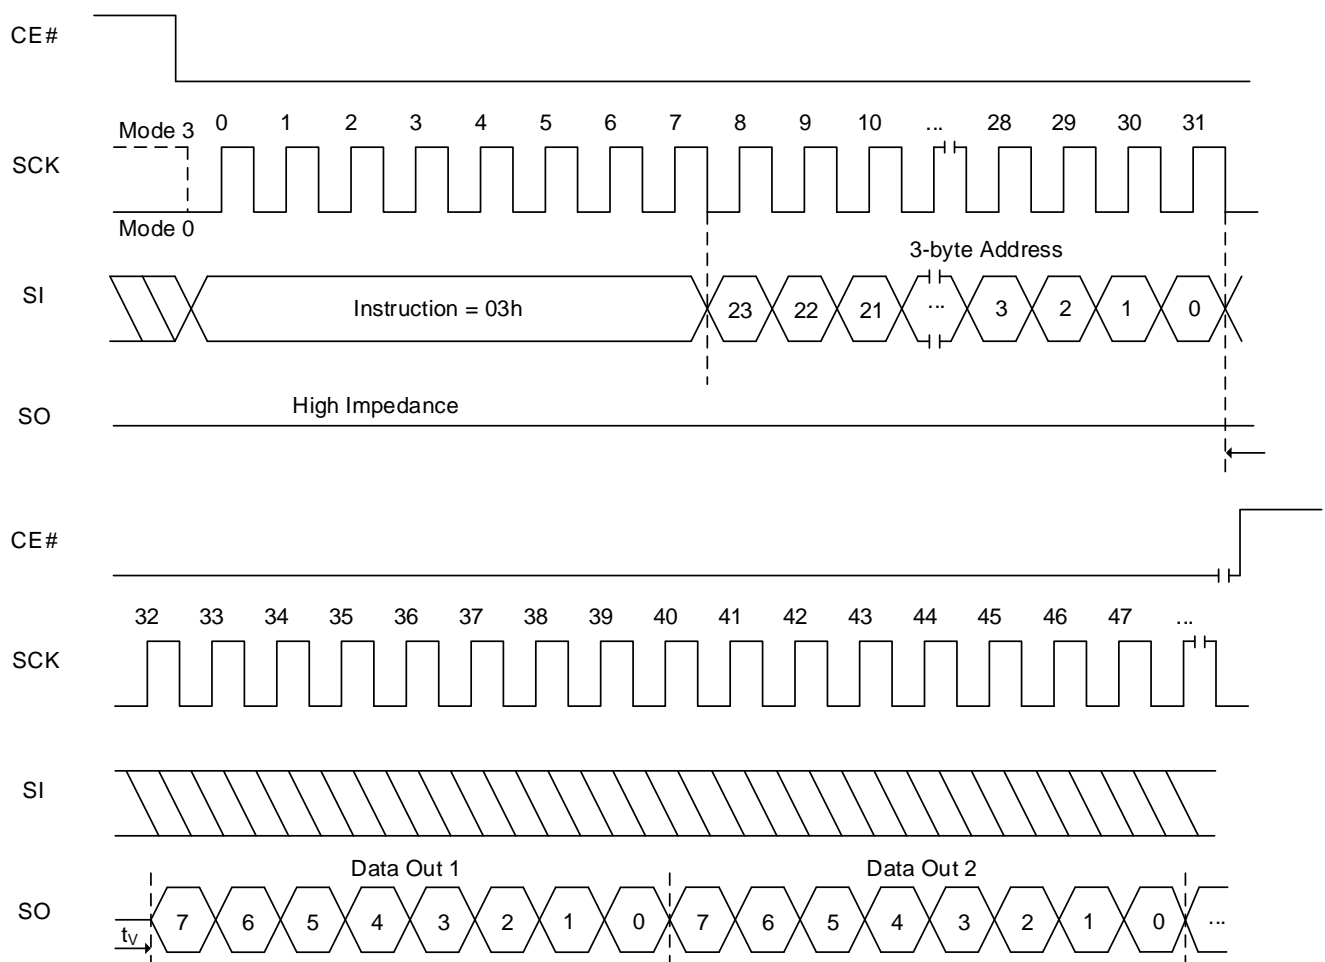 CE#
Mode 3 0 1 2 3 4 5 6 7 8 9 10 ... 28 29 30 31
SCK
Mode 0
3-byte Address
SI Instruction = 03h 23 22 21 ... 3 2 1 0
High Impedance
SO
CE#
32 33 34 35 36 37 38 39 40 41 42 43 44 45 46 47 ...
SCK
SI
Data Out 1 Data Out 2
SO 7 6 5 4 3 2 1 0 7 6 5 4 3 2 1 0 ...
tV